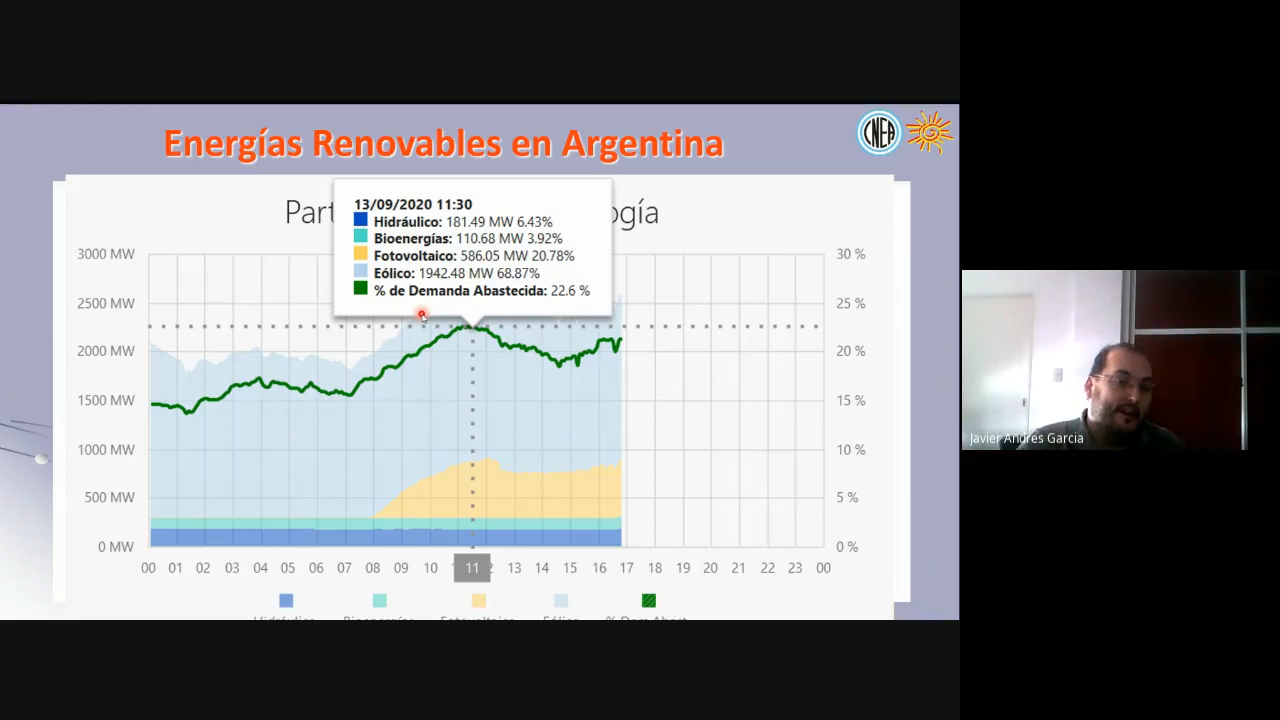 Energías Renovables en Argentina
CNEA
Part
ogía
13/09/2020 11:30
Hidráulico: 181.49 MW 6.43%
Bioenergías: 110.68 MW 3.92%
Fotovoltaico: 586.05 MW 20.78%
Eólico: 1942.48 MW 68.87%
% de Demanda Abastecida: 22.6 %
3000 MW
2500 MW
2000 MW
1500 MW
1000 MW
500 MW
0 MW
30 %
25 %
20 %
15 %
10 %
5 %
0 %
00 01 02 03 04 05 06 07 08 09 10 11 13 14 15 16 17 18 19 20 21 22 23 00
Javier Andres Garcia